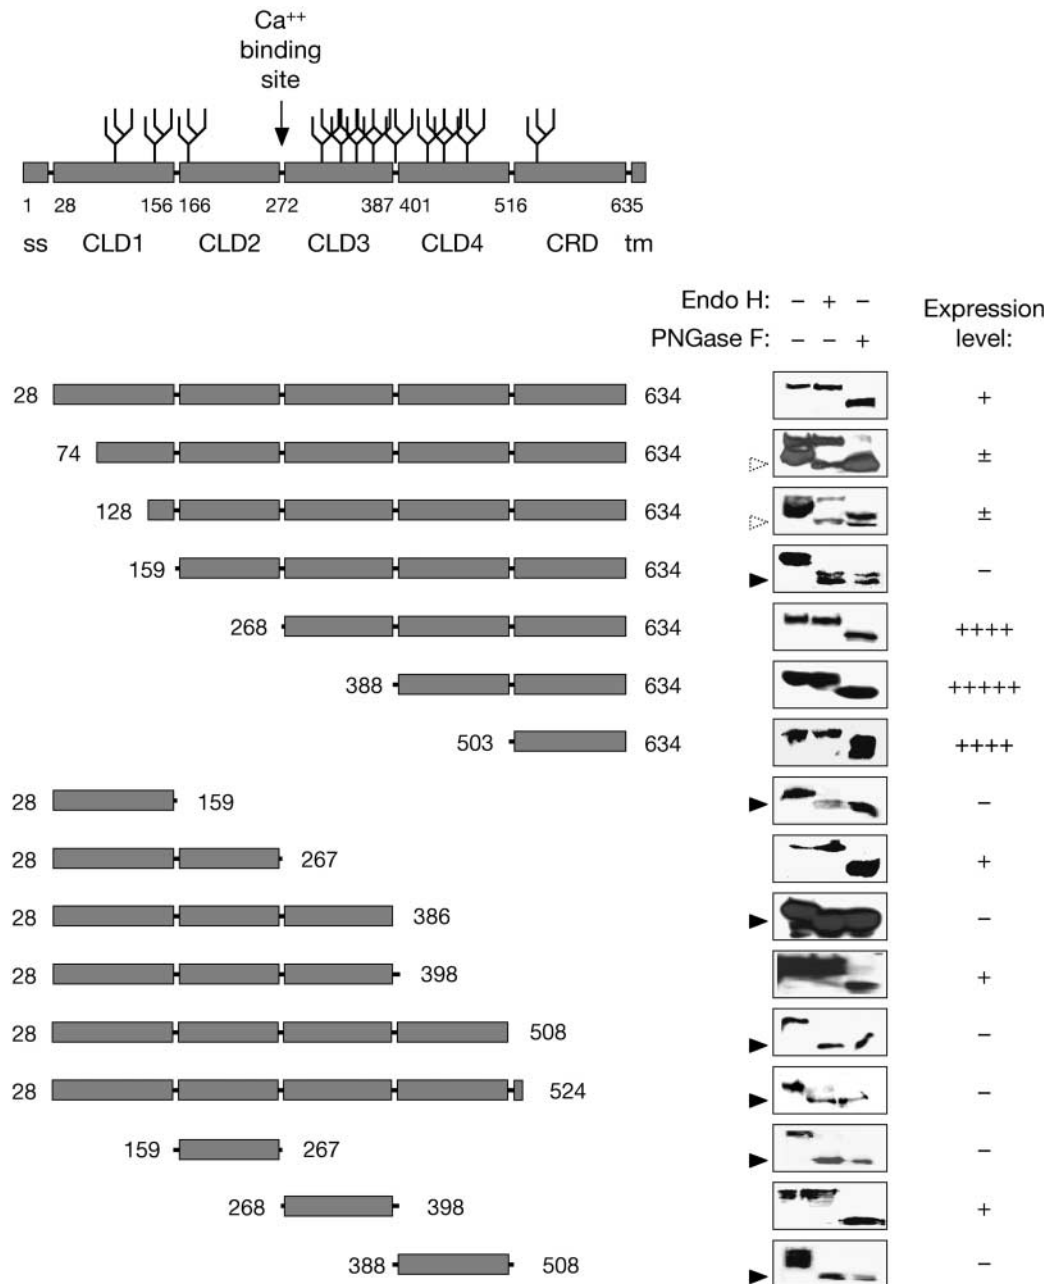 Ca++
binding
site
1 28 156 166 272 387 401 516 635
ss CLD1 CLD2 CLD3 CLD4 CRD tm
Endo H: – + –
PNGase F: – – +
Expression
level:
28 634 +
74 634 ±
128 634 ±
159 634 –
268 634 ++++
388 634 +++++
503 634 ++++
28 159 –
28 267 +
28 386 –
28 398 +
28 508 –
28 524 –
159 267 –
268 398 +
388 508 –